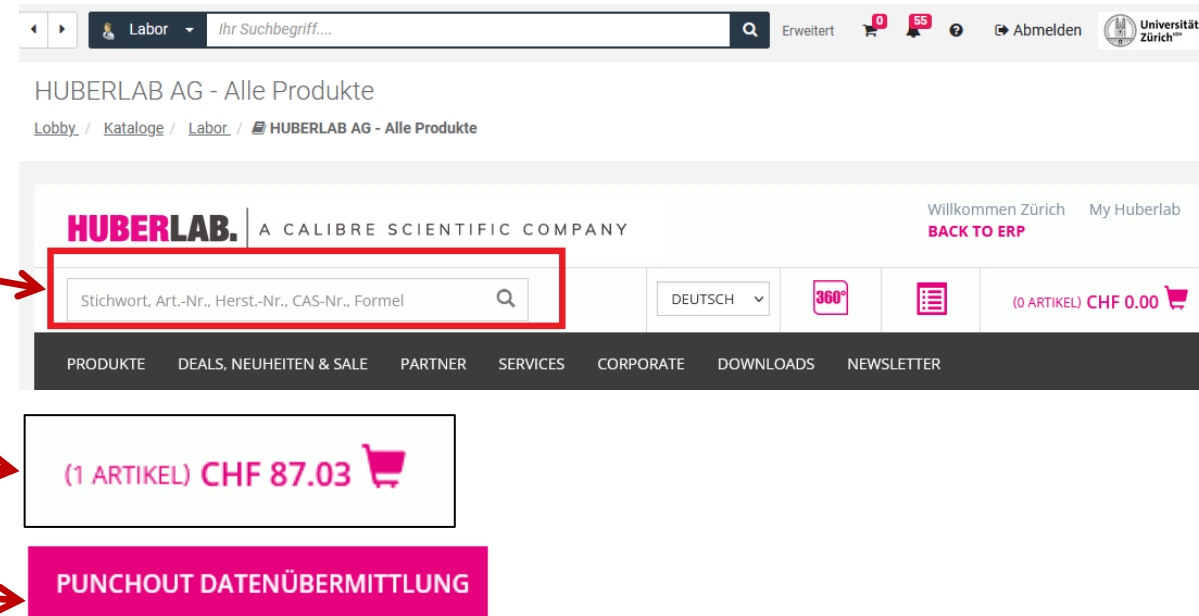 Labor Ihr Suchbegriff.... Erweitert 0 55 Abmelden Universität
Zürich
HUBERLAB AG - Alle Produkte
Lobby / Kataloge / Labor / HUBERLAB AG - Alle Produkte
HUBERLAB. A CALIBRE SCIENTIFIC COMPANY
Willkommen Zürich My Huberlab
BACK TO ERP
Stichwort, Art.-Nr., Herst.-Nr., CAS-Nr., Formel DEUTSCH 360° (0 ARTIKEL) CHF 0.00
PRODUKTE DEALS, NEUHEITEN & SALE PARTNER SERVICES CORPORATE DOWNLOADS NEWSLETTER
(1 ARTIKEL) CHF 87.03
PUNCHOUT DATENÜBERMITTLUNG